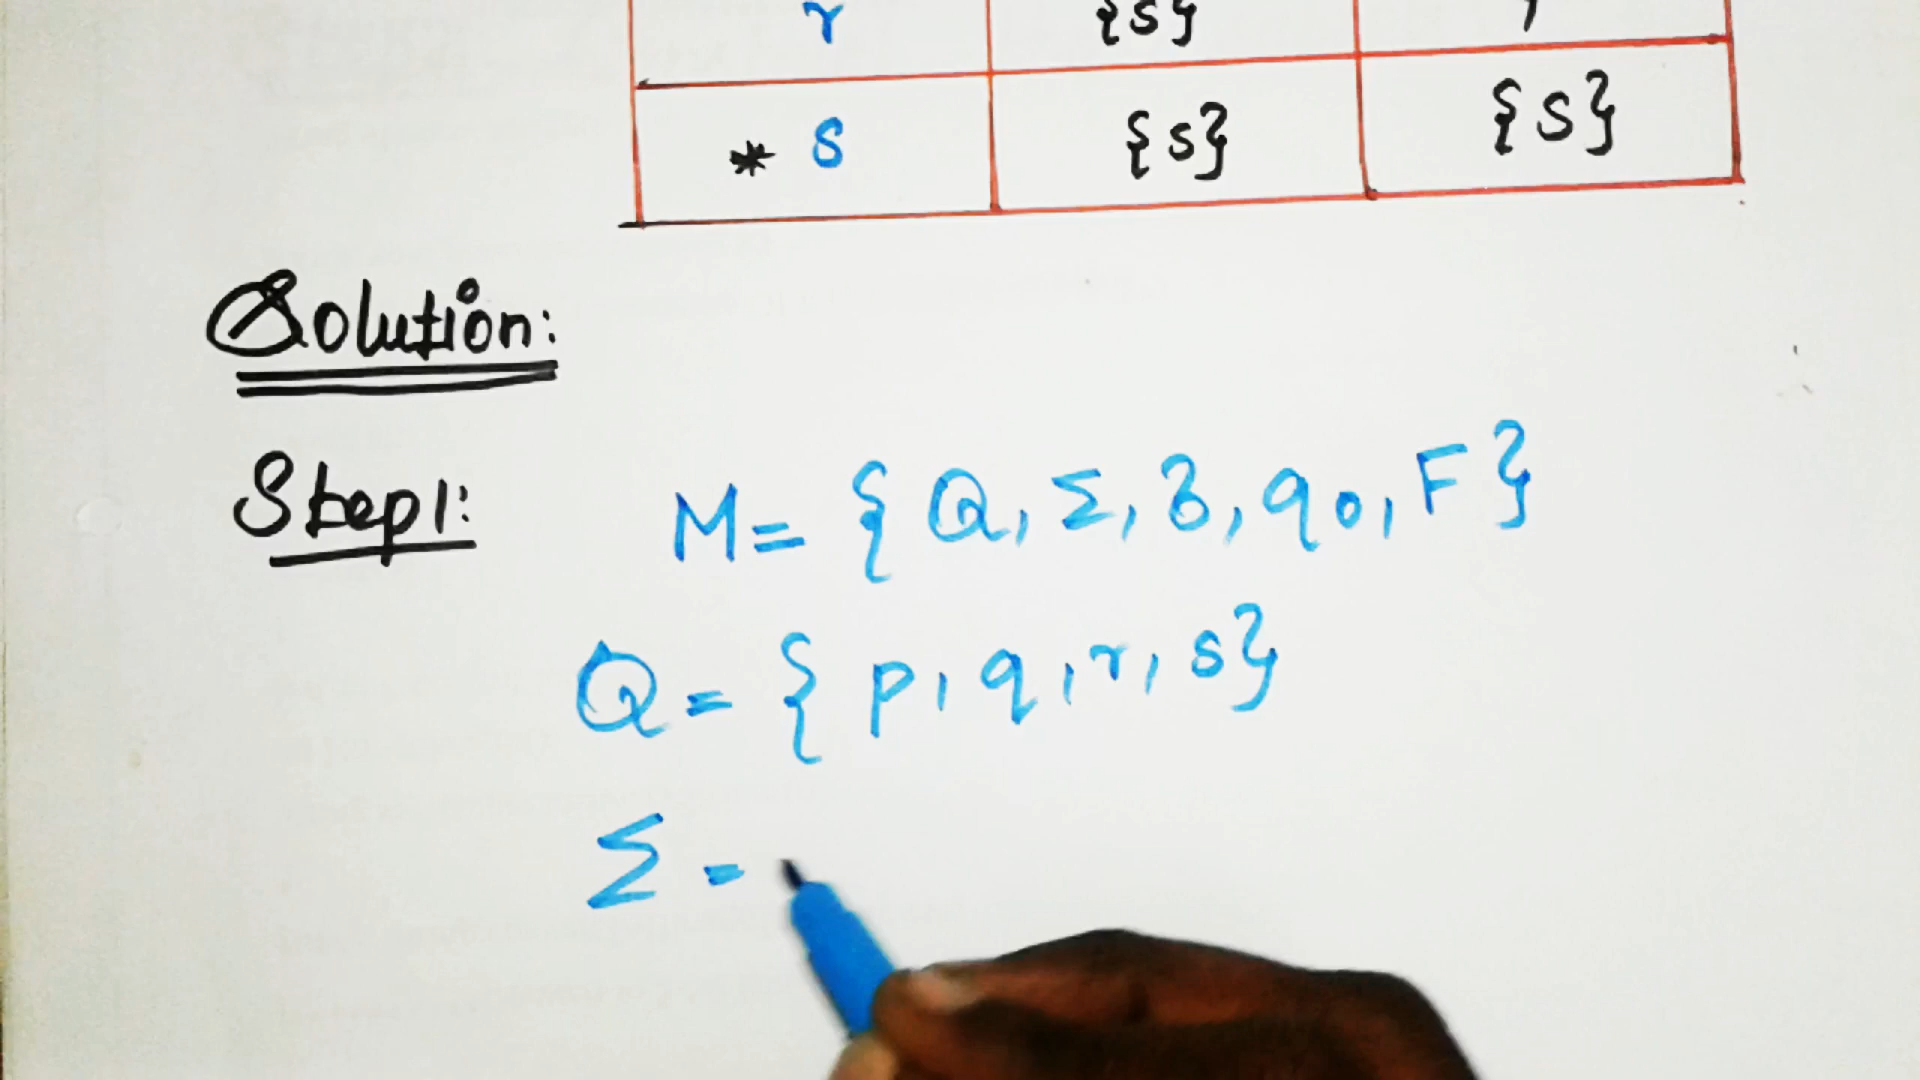 r {s}
* s {s} {s}
Solution:
Step1: M = { Q, Σ, δ, q0, F }
Q = { p, q, r, s}
Σ =